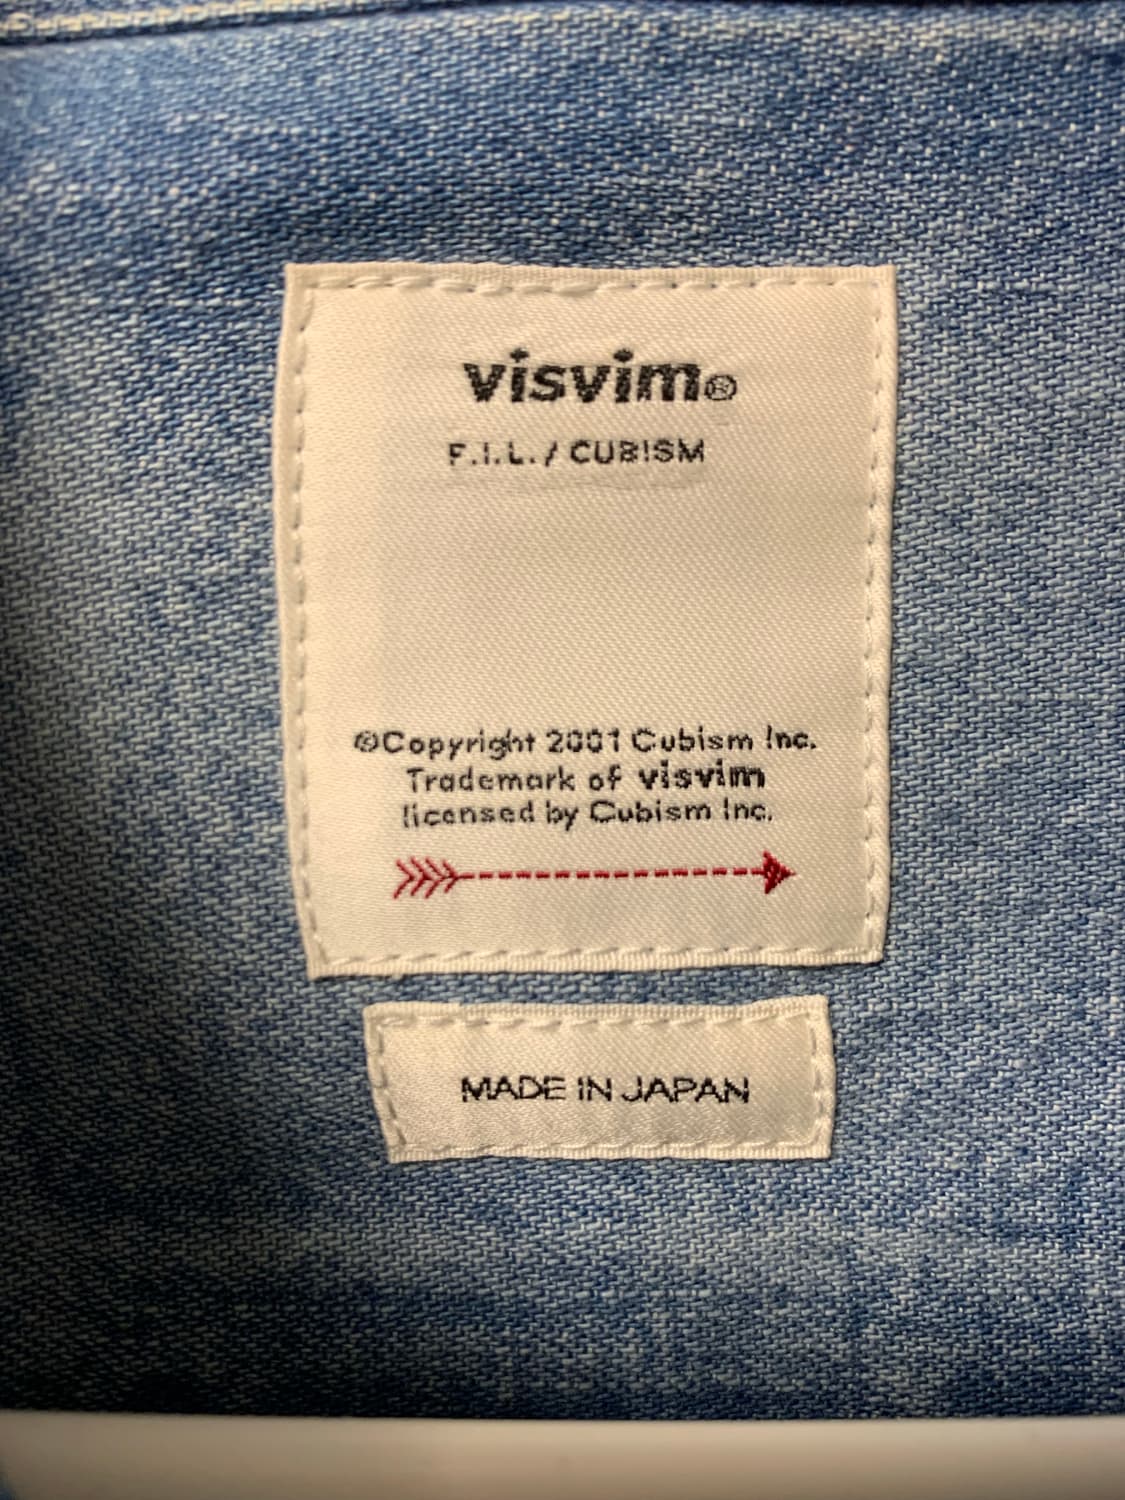 visvim®
F.I.L. / CUBISM
©Copyright 2001 Cubism Inc.
Trademark of visvim
licensed by Cubism Inc.
MADE IN JAPAN